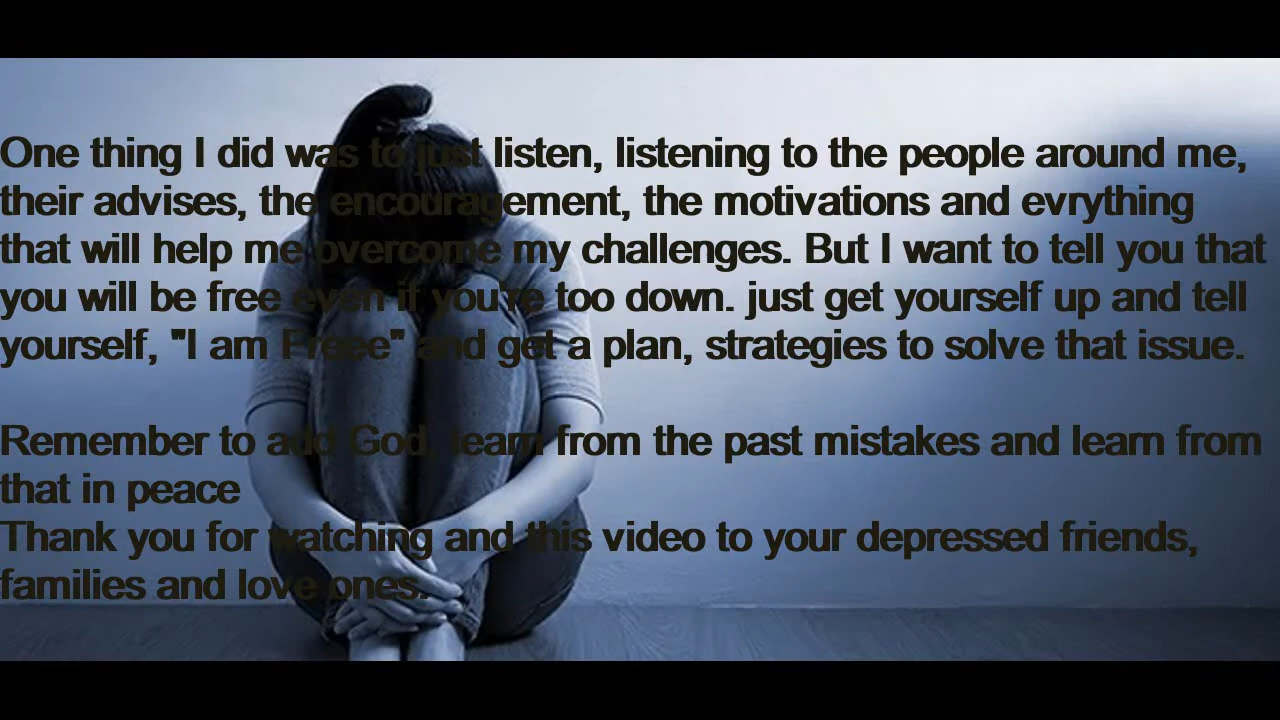 One thing I did was to just listen, listening to the people around me,
their advises, the encouragement, the motivations and evrything
that will help me overcome my challenges. But I want to tell you that
you will be free even if you're too down. just get yourself up and tell
yourself, "I am Freee" and get a plan, strategies to solve that issue.
Remember to add God, learn from the past mistakes and learn from
that in peace
Thank you for watching and this video to your depressed friends,
families and love ones.